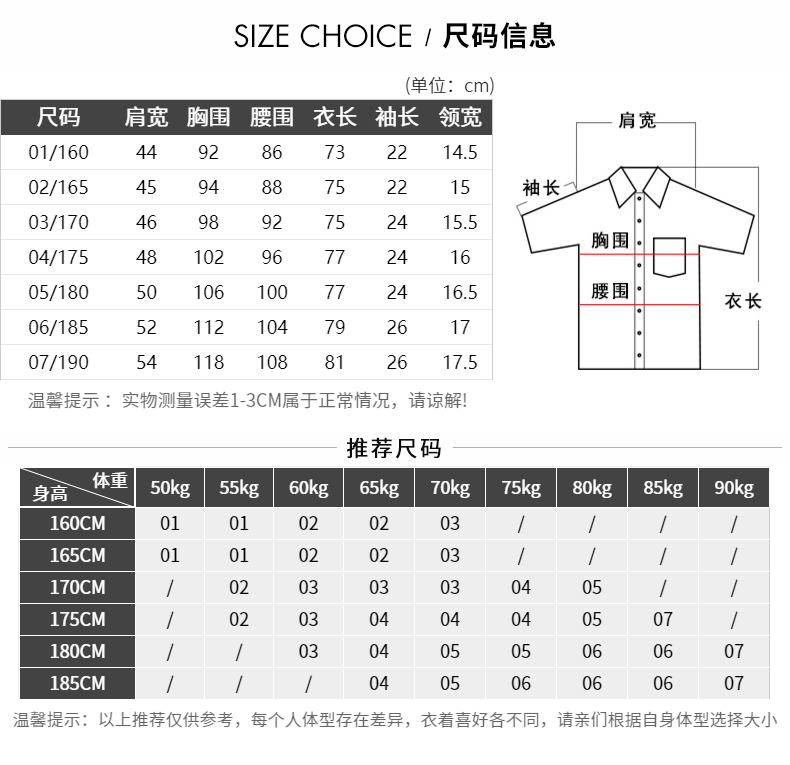 SIZE CHOICE / 尺码信息
(单位：cm)
尺码 肩宽 胸围 腰围 衣长 袖长 领宽
01/160 44 92 86 73 22 14.5
02/165 45 94 88 75 22 15
03/170 46 98 92 75 24 15.5
04/175 48 102 96 77 24 16
05/180 50 106 100 77 24 16.5
06/185 52 112 104 79 26 17
07/190 54 118 108 81 26 17.5
肩宽
袖长
胸围
腰围
衣长
温馨提示 ：实物测量误差1-3CM属于正常情况，请谅解!
推荐尺码
体重 身高 50kg 55kg 60kg 65kg 70kg 75kg 80kg 85kg 90kg
160CM 01 01 02 02 03 / / / /
165CM 01 01 02 02 03 / / / /
170CM / 02 03 03 03 04 05 / /
175CM / 02 03 04 04 04 05 07 /
180CM / / 03 04 05 05 06 06 07
185CM / / / 04 05 06 06 06 07
温馨提示：以上推荐仅供参考，每个人体型存在差异，衣着喜好各不同，请亲们根据自身体型选择大小